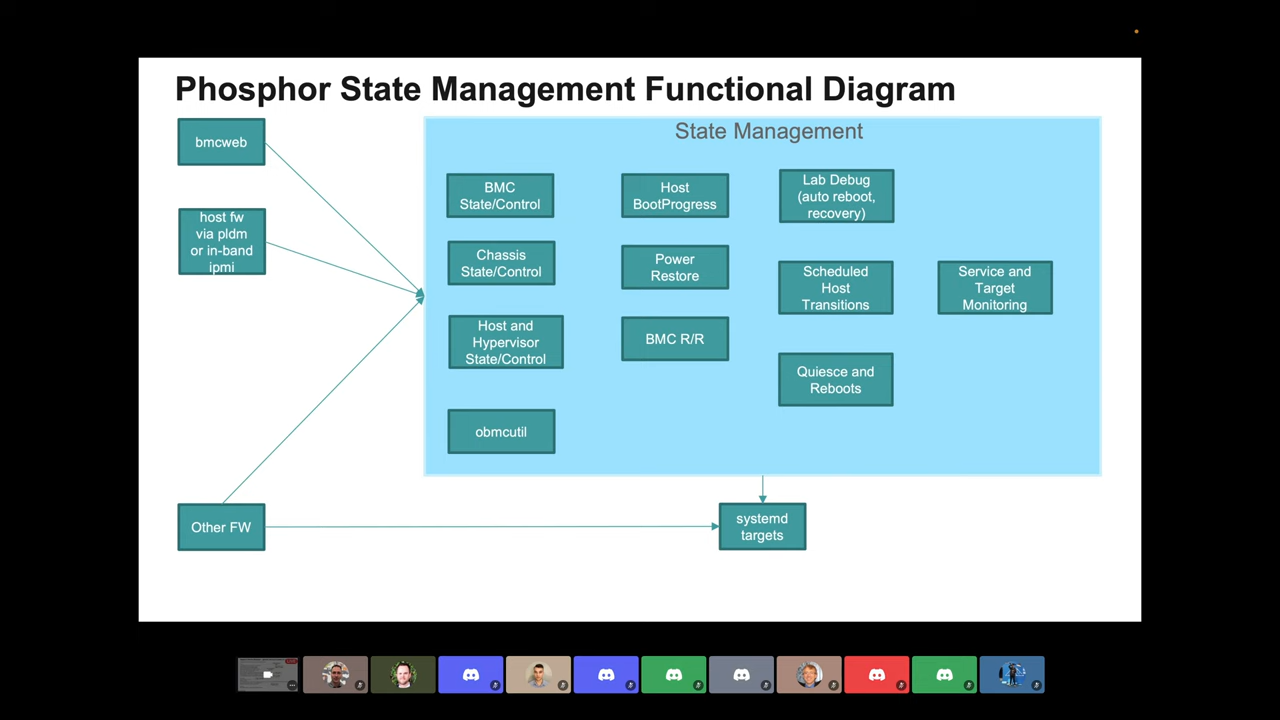 Phosphor State Management Functional Diagram
bmcweb
host fw
via pldm
or in-band
ipmi
Other FW
State Management
BMC
State/Control
Chassis
State/Control
Host and
Hypervisor
State/Control
obmcutil
Host
BootProgress
Power
Restore
BMC R/R
Lab Debug
(auto reboot,
recovery)
Scheduled
Host
Transitions
Quiesce and
Reboots
Service and
Target
Monitoring
systemd
targets